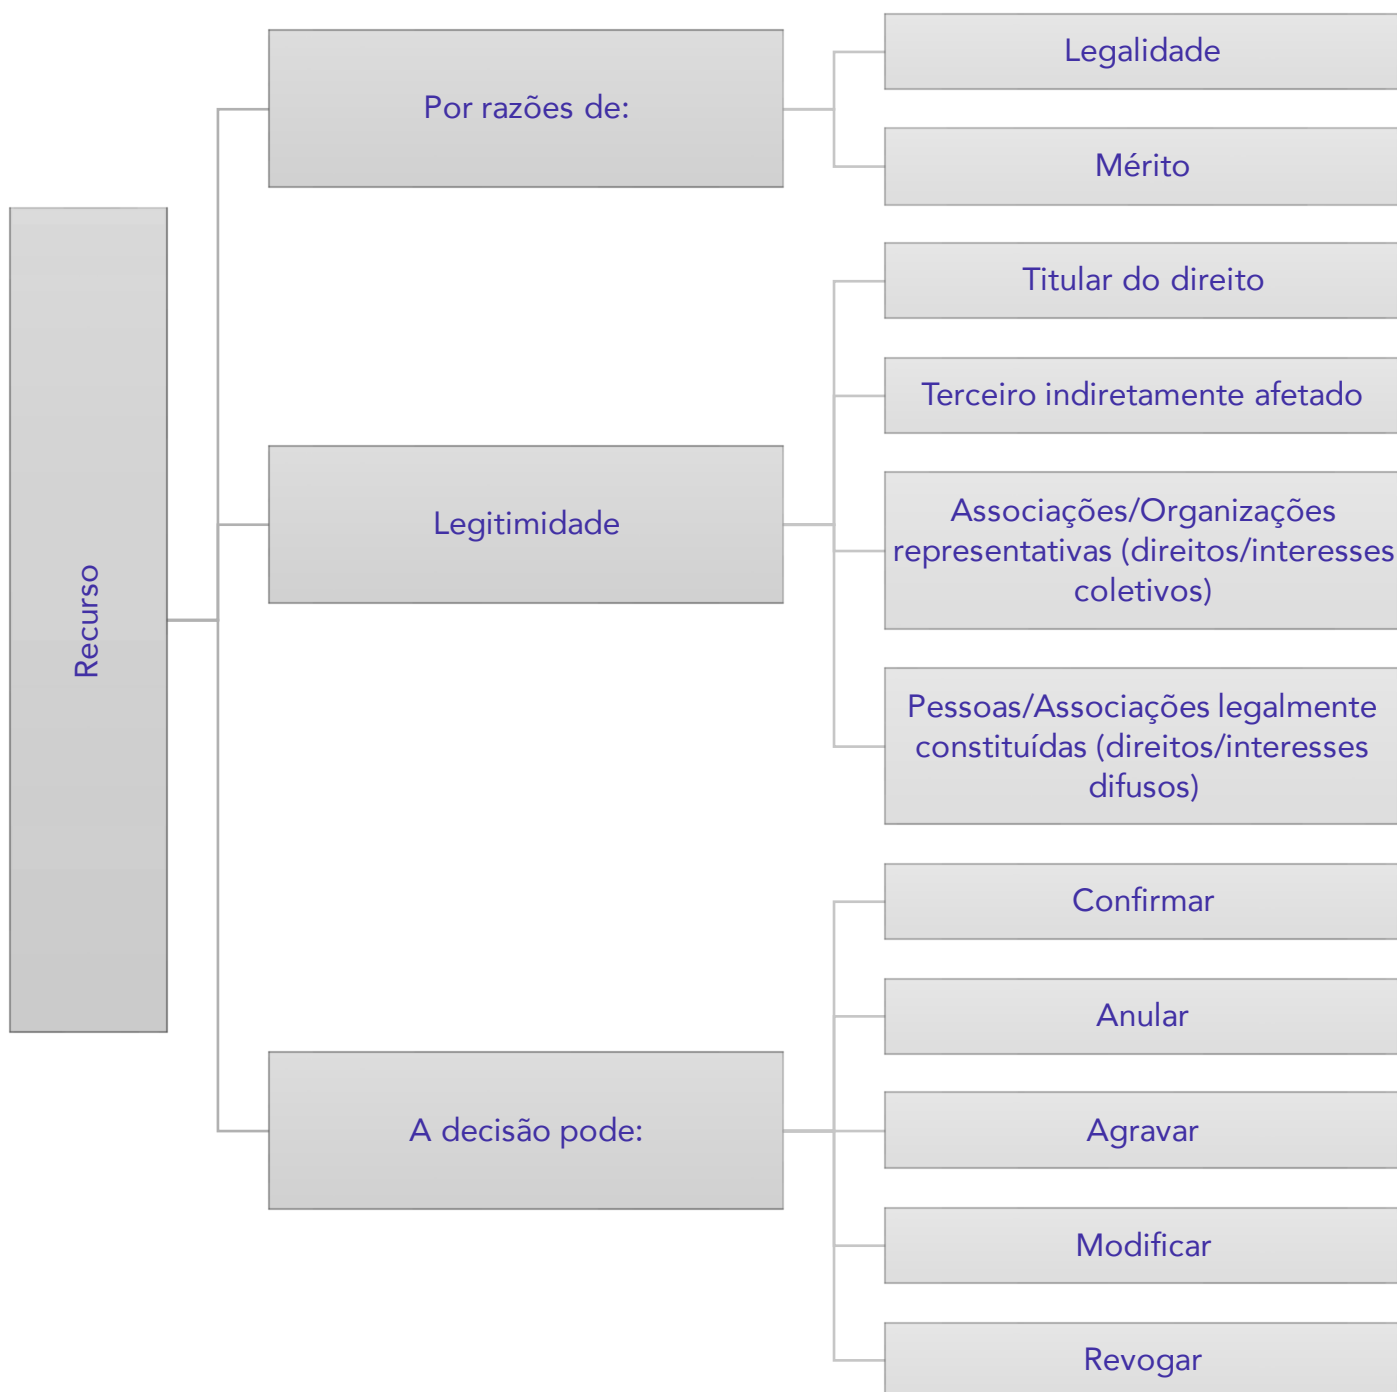 Recurso
Por razões de:
Legalidade
Mérito
Legitimidade
Titular do direito
Terceiro indiretamente afetado
Associações/Organizações
representativas (direitos/interesses
coletivos)
Pessoas/Associações legalmente
constituídas (direitos/interesses
difusos)
A decisão pode:
Confirmar
Anular
Agravar
Modificar
Revogar